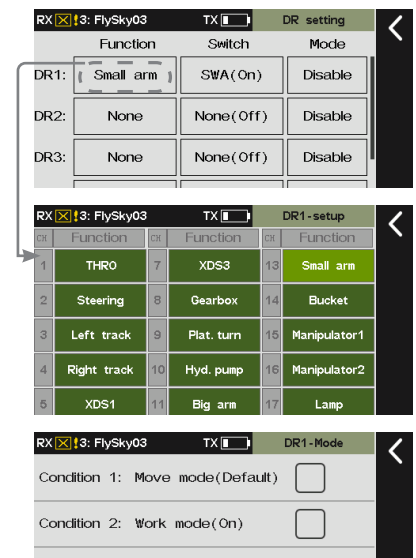 RX !3: FlySky03 TX DR setting
Function Switch Mode
DR1: Small arm SWA(On) Disable
DR2: None None(Off) Disable
DR3: None None(Off) Disable
RX !3: FlySky03 TX DR1-setup
CH Function CH Function CH Function
1 THRO 7 XDS3 13 Small arm
2 Steering 8 Gearbox 14 Bucket
3 Left track 9 Plat. turn 15 Manipulator1
4 Right track 10 Hyd. pump 16 Manipulator2
5 XDS1 11 Big arm 17 Lamp
RX !3: FlySky03 TX DR1-Mode
Condition 1: Move mode(Default)
Condition 2: Work mode(On)